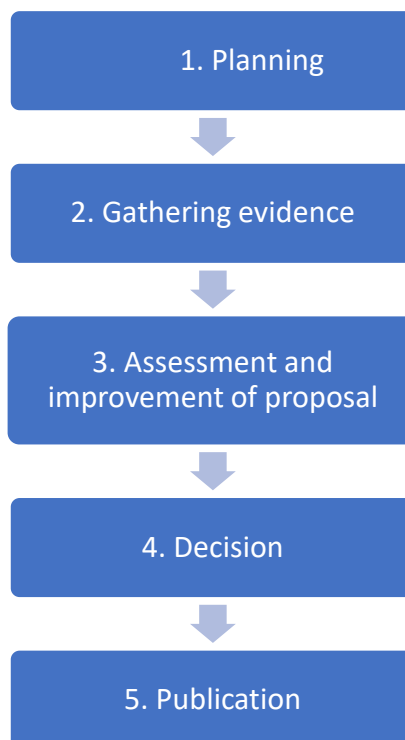 1. Planning
2. Gathering evidence
3. Assessment and
improvement of proposal
4. Decision
5. Publication